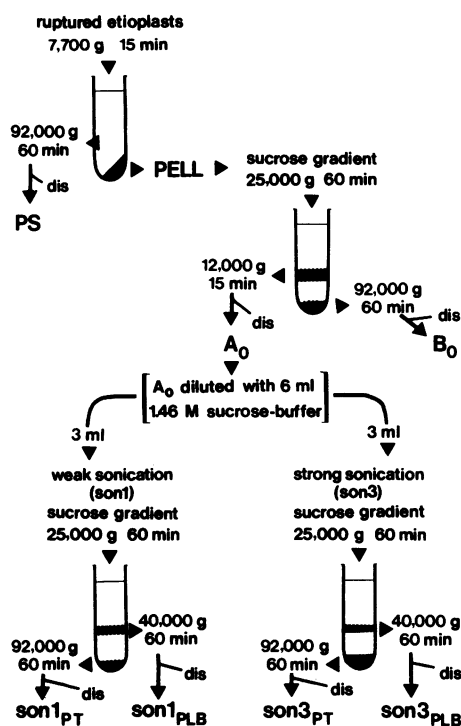 ruptured etioplasts
7,700 g 15 min
92,000 g
60 min
dis
PS
PELL
sucrose gradient
25,000 g 60 min
12,000 g
15 min
dis
A0
92,000 g
60 min
dis
B0
A0 diluted with 6 ml
1.46 M sucrose-buffer
3 ml
3 ml
weak sonication
(son1)
sucrose gradient
25,000 g 60 min
strong sonication
(son3)
sucrose gradient
25,000 g 60 min
92,000 g
60 min
dis
son1PT
40,000 g
60 min
dis
son1PLB
92,000 g
60 min
dis
son3PT
40,000 g
60 min
dis
son3PLB